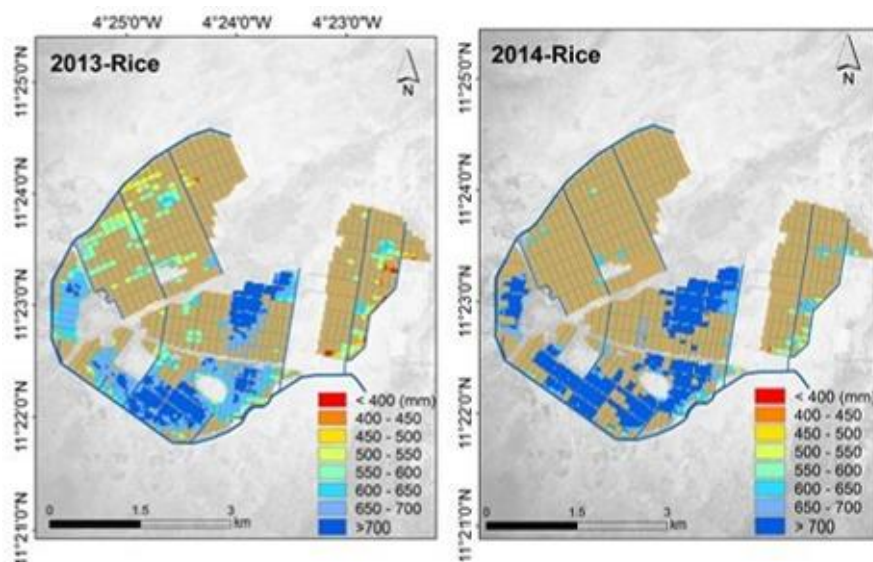 4°25'0"W 4°24'0"W 4°23'0"W
2013-Rice
N
11°25'0"N
11°24'0"N
11°23'0"N
11°22'0"N
11°21'0"N
< 400 (mm)
400 - 450
450 - 500
500 - 550
550 - 600
600 - 650
650 - 700
>700
0 1.5 3
km
2014-Rice
N
11°25'0"N
11°24'0"N
11°23'0"N
11°22'0"N
11°21'0"N
< 400 (mm)
400 - 450
450 - 500
500 - 550
550 - 600
600 - 650
650 - 700
> 700
0 1.5 3
km